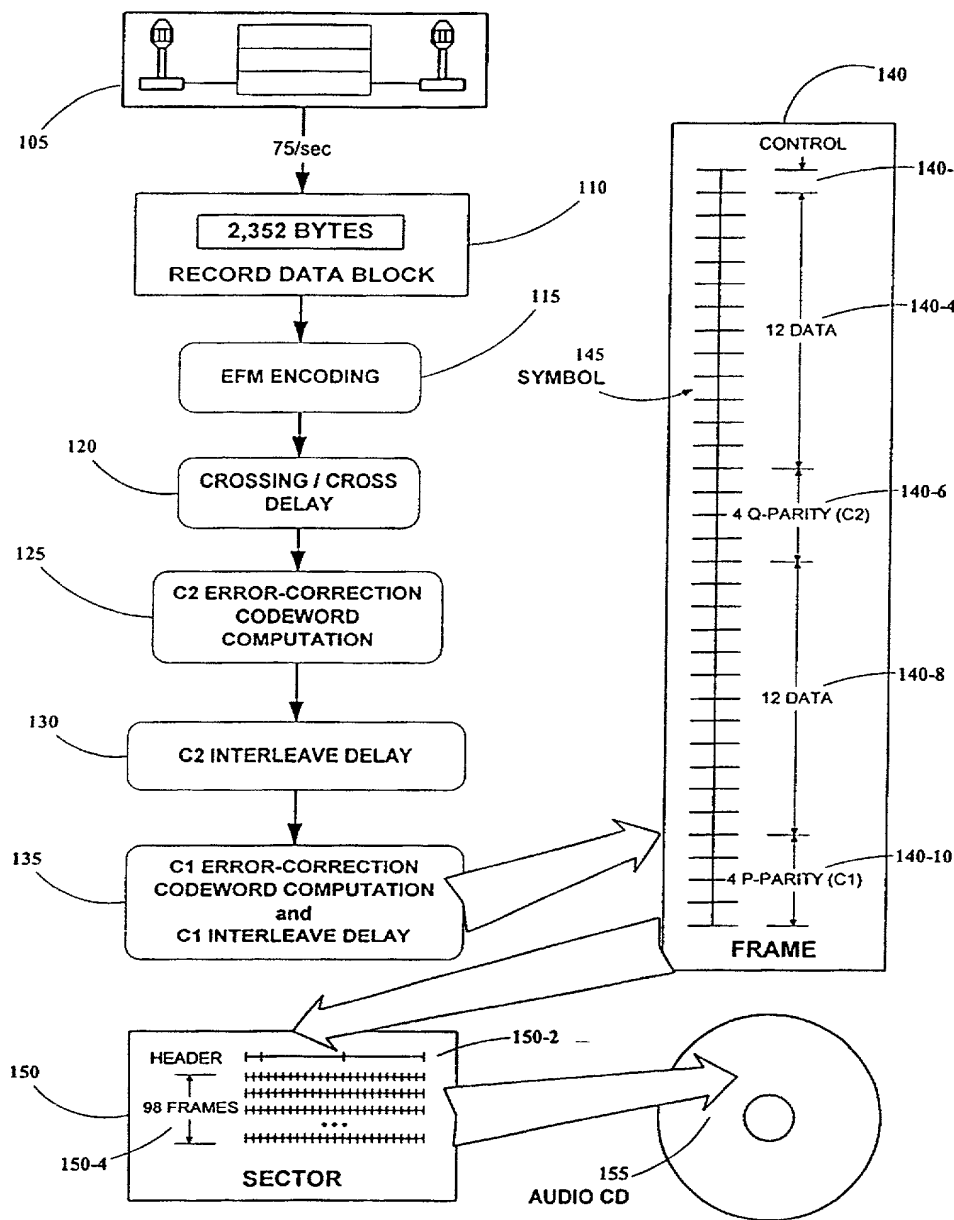 105
75/sec
110
2,352 BYTES
RECORD DATA BLOCK
115
EFM ENCODING
120
CROSSING / CROSS
DELAY
125
C2 ERROR-CORRECTION
CODEWORD
COMPUTATION
130
C2 INTERLEAVE DELAY
135
C1 ERROR-CORRECTION
CODEWORD COMPUTATION
and
C1 INTERLEAVE DELAY
140
CONTROL
140-
140-4
12 DATA
145
SYMBOL
140-6
4 Q-PARITY (C2)
140-8
12 DATA
140-10
4 P-PARITY (C1)
FRAME
150
HEADER
150-2
98 FRAMES
150-4
SECTOR
155
AUDIO CD